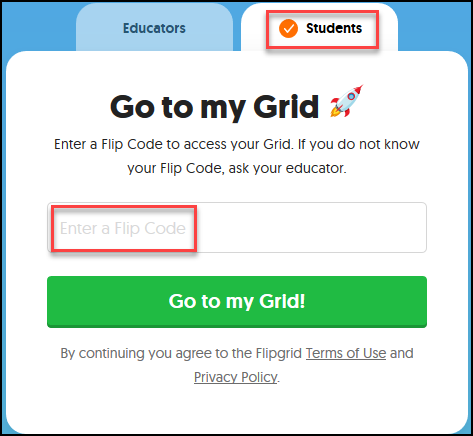 Educators
Students
Go to my Grid
Enter a Flip Code to access your Grid. If you do not know
your Flip Code, ask your educator.
Enter a Flip Code
Go to my Grid!
By continuing you agree to the Flipgrid Terms of Use and
Privacy Policy.